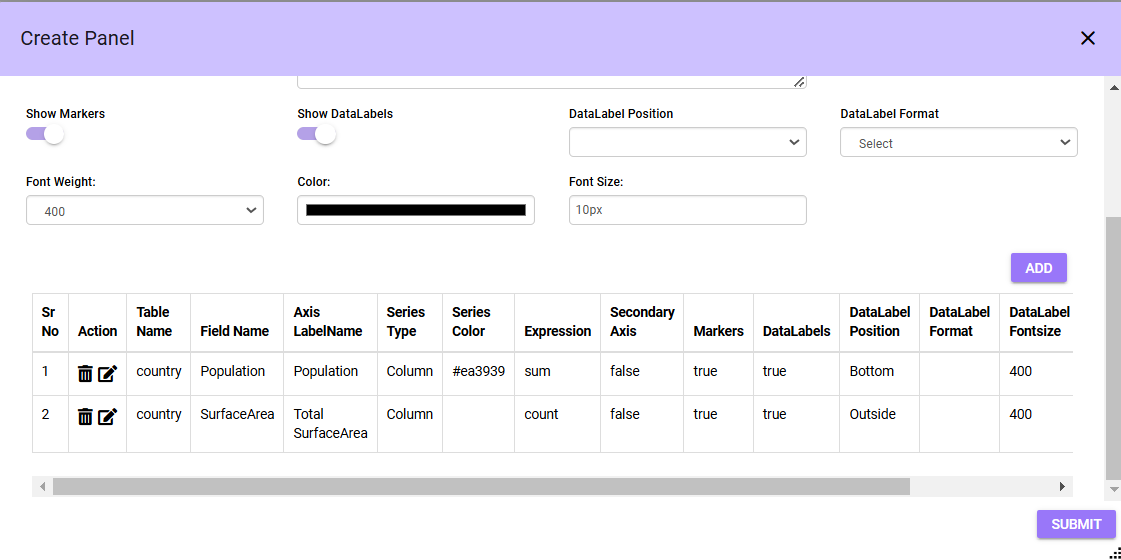 Create Panel
Show Markers Show DataLabels DataLabel Position DataLabel Format
Select
Font Weight: Color: Font Size:
400 10px
ADD
Sr No Action Table Name Field Name Axis LabelName Series Type Series Color Expression Secondary Axis Markers DataLabels DataLabel Position DataLabel Format DataLabel Fontsize
1 country Population Population Column #ea3939 sum false true true Bottom 400
2 country SurfaceArea Total SurfaceArea Column count false true true Outside 400
SUBMIT